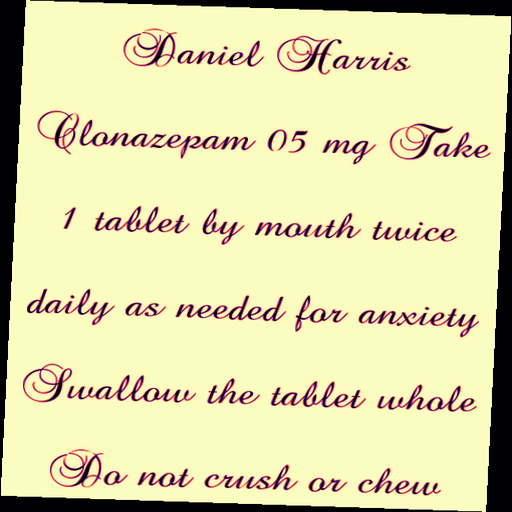 Daniel Harris
Clonazepam 05 mg Take
1 tablet by mouth twice
daily as needed for anxiety
Swallow the tablet whole
Do not crush or chew